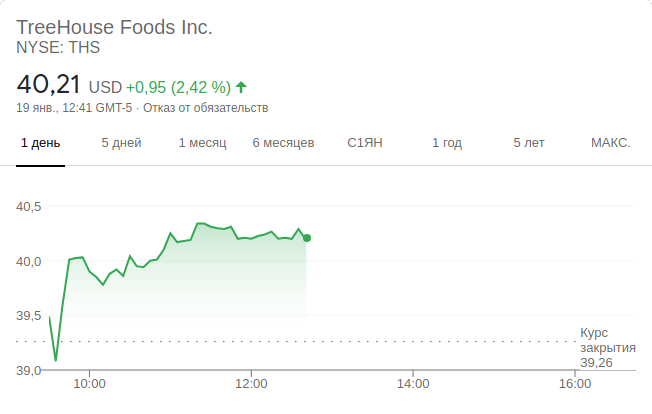 TreeHouse Foods Inc.
NYSE: THS
40,21 USD +0,95 (2,42 %)
19 янв., 12:41 GMT-5 · Отказ от обязательств
1 день 5 дней 1 месяц 6 месяцев С1ЯН 1 год 5 лет МАКС.
40,5
40,0
39,5
Курс
закрытия
39,26
39,0
10:00 12:00 14:00 16:00